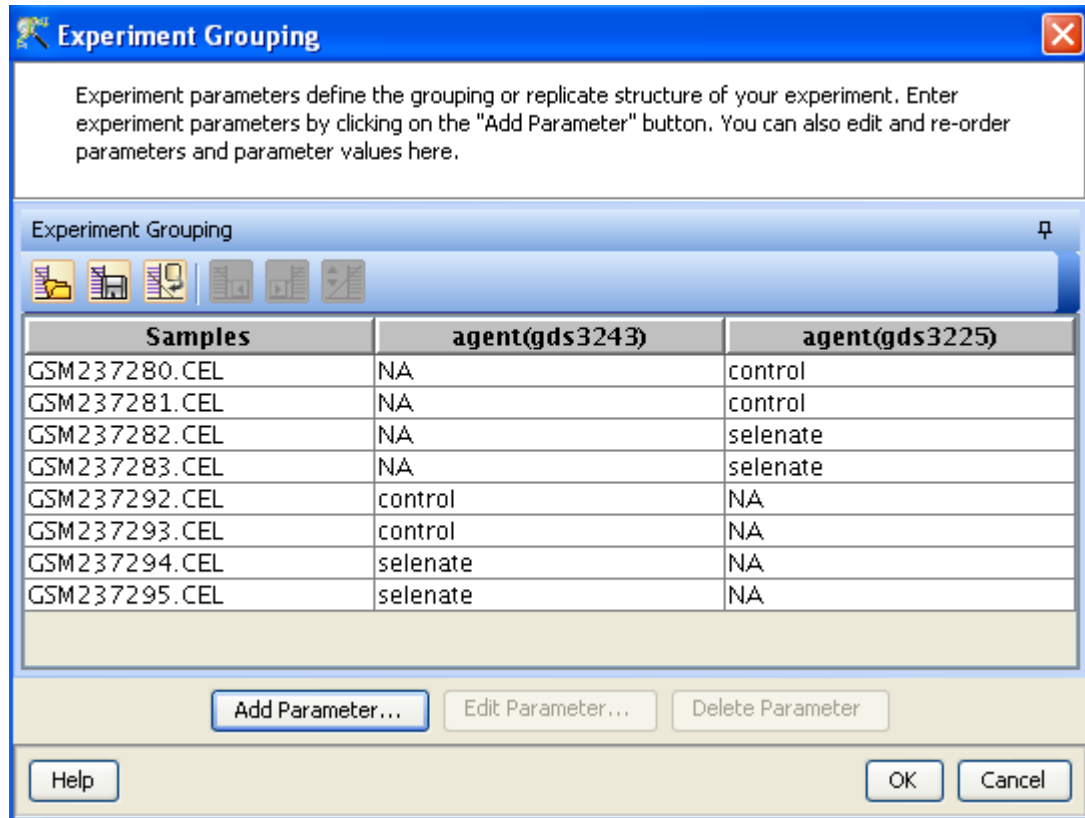 Experiment Grouping
Experiment parameters define the grouping or replicate structure of your experiment. Enter
experiment parameters by clicking on the "Add Parameter" button. You can also edit and re-order
parameters and parameter values here.
Experiment Grouping
Samples agent(gds3243) agent(gds3225)
GSM237280.CEL NA control
GSM237281.CEL NA control
GSM237282.CEL NA selenate
GSM237283.CEL NA selenate
GSM237292.CEL control NA
GSM237293.CEL control NA
GSM237294.CEL selenate NA
GSM237295.CEL selenate NA
Add Parameter... Edit Parameter... Delete Parameter
Help OK Cancel